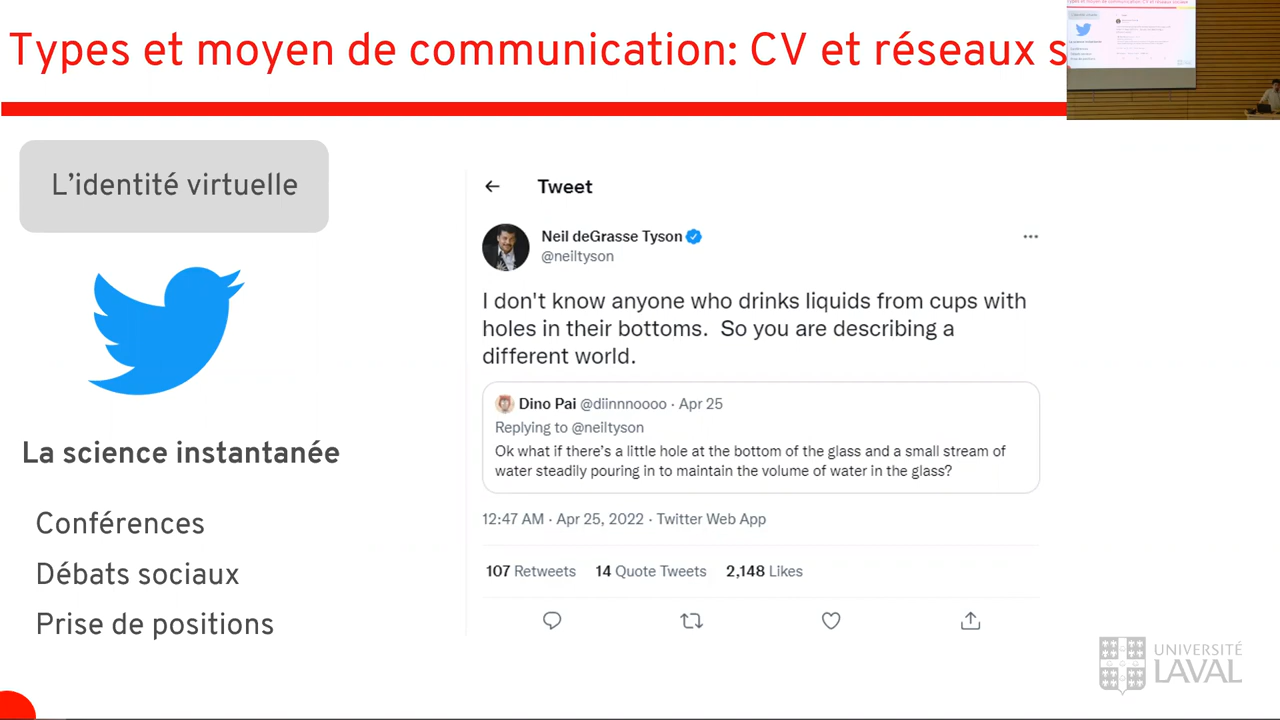 Types et moyen de communication: CV et réseaux s
L'identité virtuelle
La science instantanée
Conférences
Débats sociaux
Prise de positions
Tweet
Neil deGrasse Tyson
@neiltyson
I don't know anyone who drinks liquids from cups with
holes in their bottoms.  So you are describing a
different world.
Dino Pai @diinnnoooo · Apr 25
Replying to @neiltyson
Ok what if there's a little hole at the bottom of the glass and a small stream of
water steadily pouring in to maintain the volume of water in the glass?
12:47 AM · Apr 25, 2022 · Twitter Web App
107 Retweets 14 Quote Tweets 2,148 Likes
UNIVERSITÉ
LAVAL